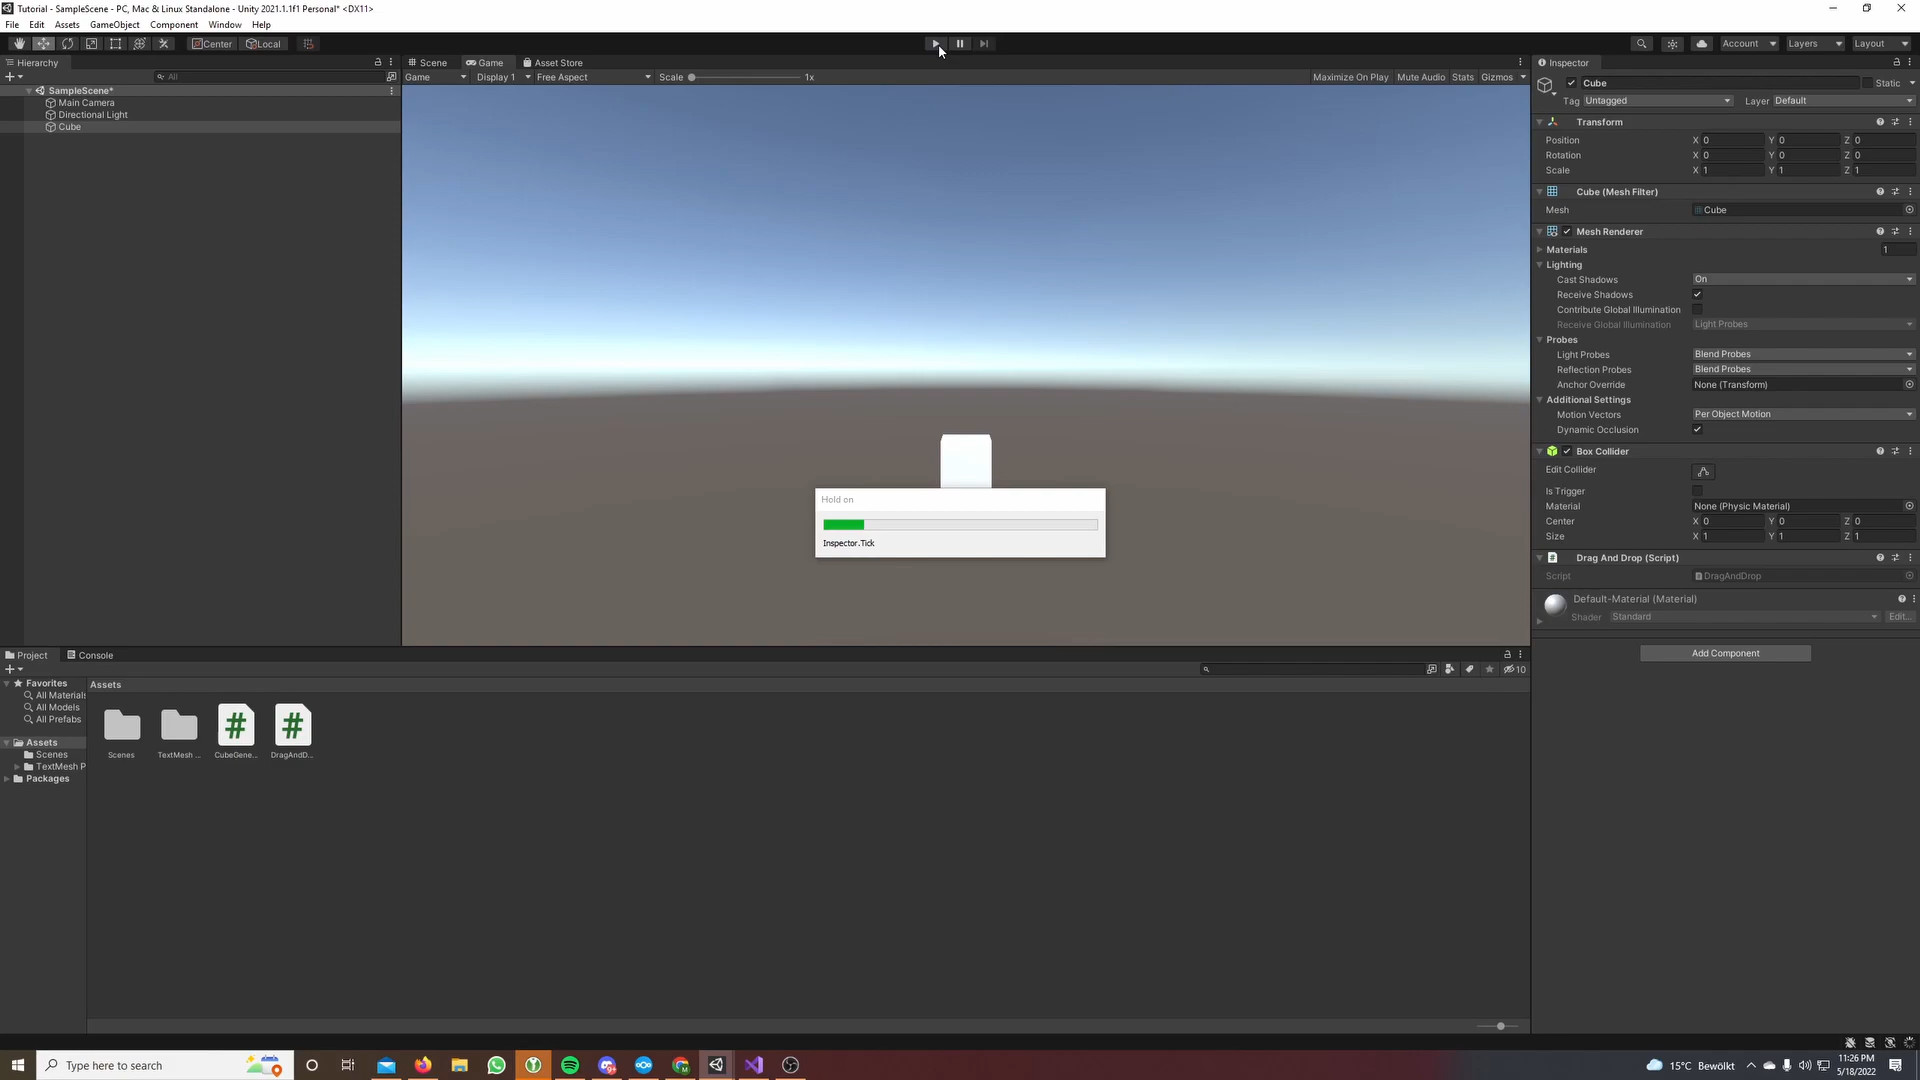 Tutorial - SampleScene - PC, Mac & Linux Standalone - Unity 2021.1.1f1 Personal* <DX11>
File Edit Assets GameObject Component Window Help
Center Local Account Layers Layout
Hierarchy
All
SampleScene*
Main Camera
Directional Light
Cube
Scene Game Asset Store
Game Display 1 Free Aspect Scale 1x Maximize On Play Mute Audio Stats Gizmos
Hold on
Inspector.Tick
Inspector
Cube Static
Tag Untagged Layer Default
Transform
Position X 0 Y 0 Z 0
Rotation X 0 Y 0 Z 0
Scale X 1 Y 1 Z 1
Cube (Mesh Filter)
Mesh Cube
Mesh Renderer
Materials 1
Lighting
Cast Shadows On
Receive Shadows
Contribute Global Illumination
Receive Global Illumination Light Probes
Probes
Light Probes Blend Probes
Reflection Probes Blend Probes
Anchor Override None (Transform)
Additional Settings
Motion Vectors Per Object Motion
Dynamic Occlusion
Box Collider
Edit Collider
Is Trigger
Material None (Physic Material)
Center X 0 Y 0 Z 0
Size X 1 Y 1 Z 1
Drag And Drop (Script)
Script DragAndDrop
Default-Material (Material)
Shader Standard Edit...
Add Component
Project Console
10
Favorites
All Materials
All Models
All Prefabs
Assets
Scenes
TextMesh P
Packages
Assets
Scenes TextMesh ... CubeGene... DragAndD...
Type here to search
15°C Bewölkt
11:26 PM
5/18/2022